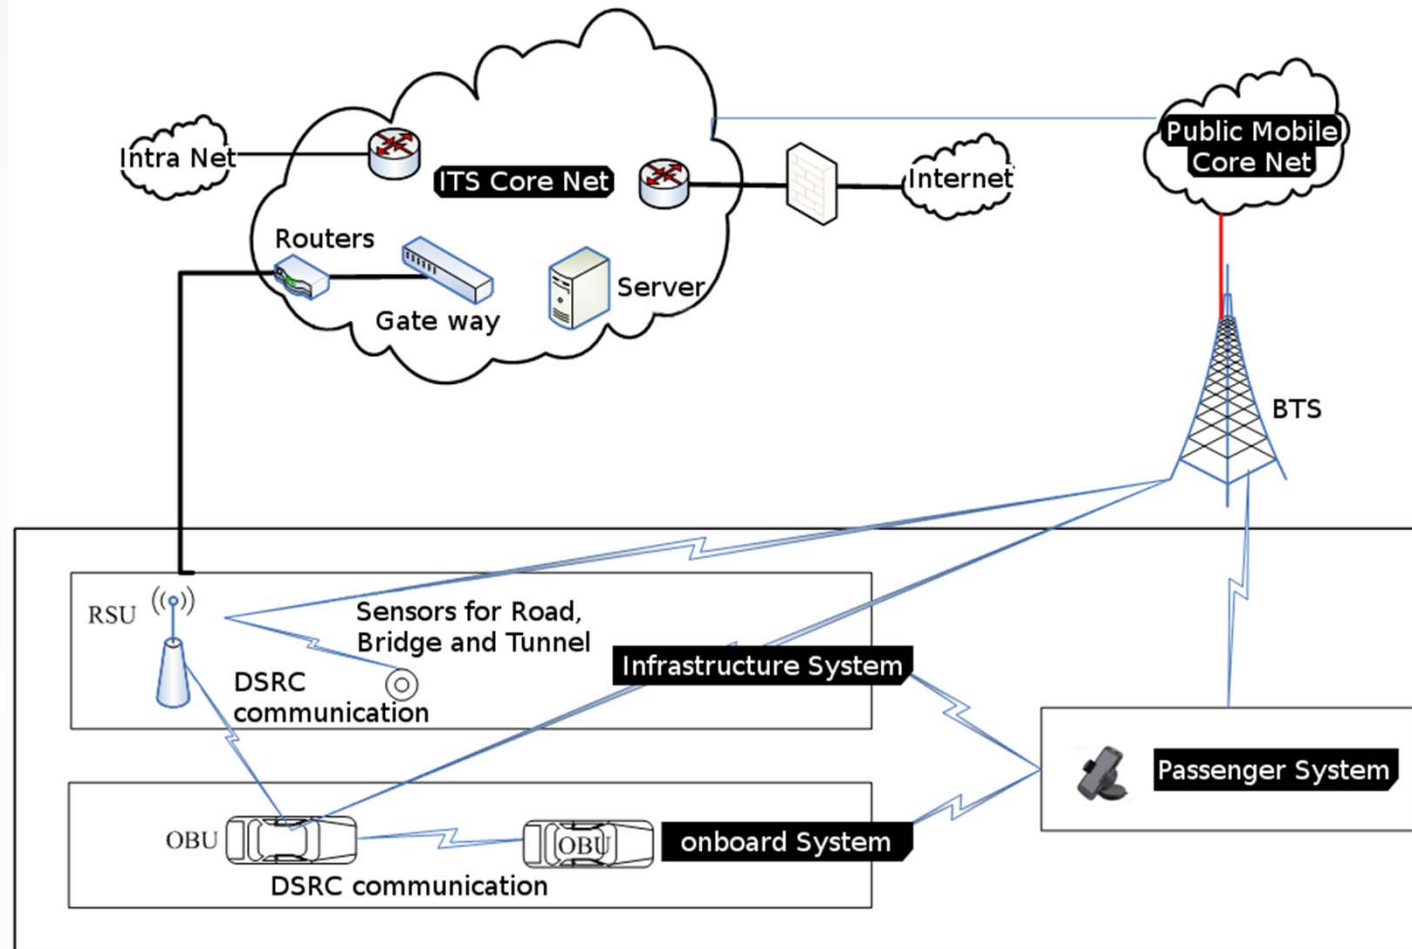 Public Mobile
Core Net
Intra Net
ITS Core Net
Internet
Routers
Server
Gate way
BTS
RSU
Sensors for Road,
Bridge and Tunnel
Infrastructure System
DSRC
communication
Passenger System
OBU
OBU
onboard System
DSRC communication